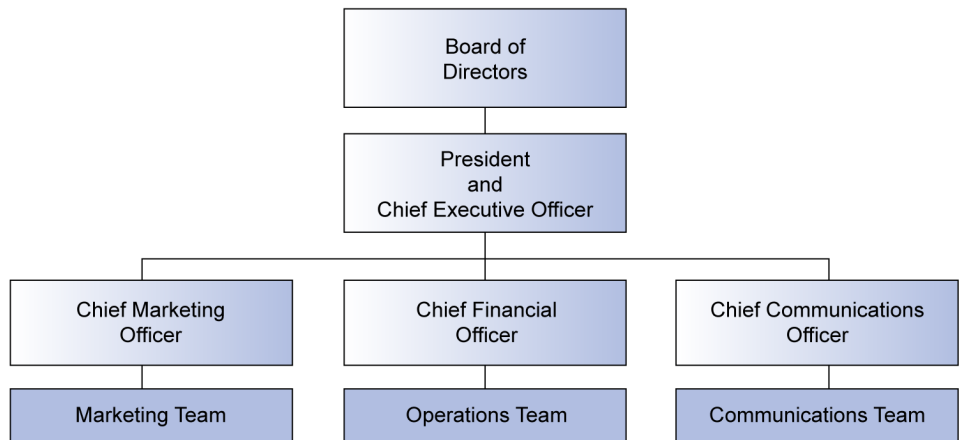 Board of
Directors
President
and
Chief Executive Officer
Chief Marketing
Officer
Chief Financial
Officer
Chief Communications
Officer
Marketing Team
Operations Team
Communications Team